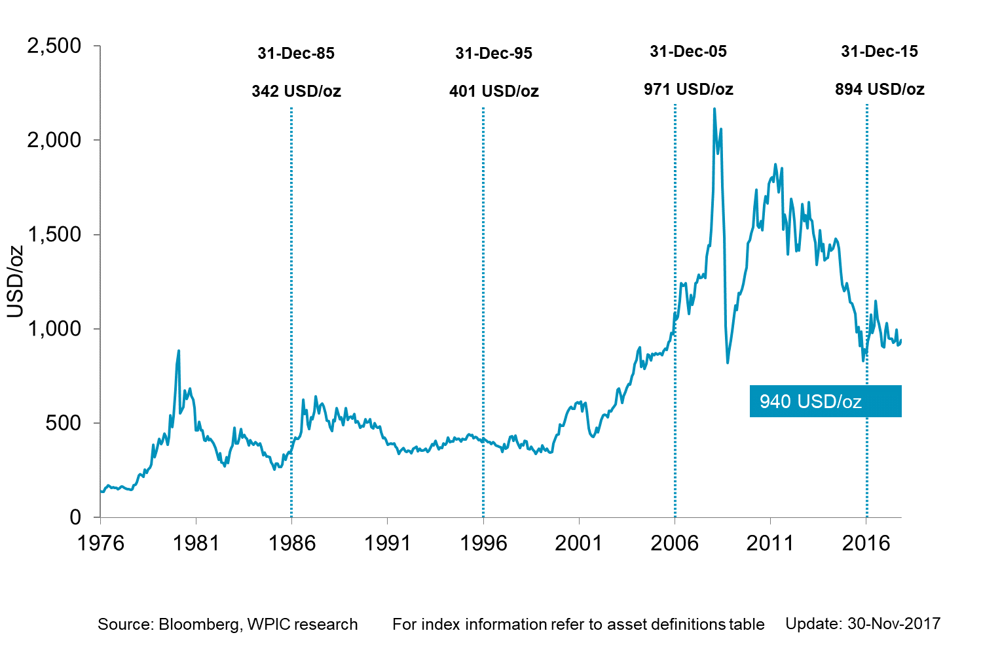 31-Dec-85 31-Dec-95 31-Dec-05 31-Dec-15
342 USD/oz 401 USD/oz 971 USD/oz 894 USD/oz
USD/oz
2,500
2,000
1,500
1,000
500
0
940 USD/oz
1976 1981 1986 1991 1996 2001 2006 2011 2016
Source: Bloomberg, WPIC research For index information refer to asset definitions table Update: 30-Nov-2017